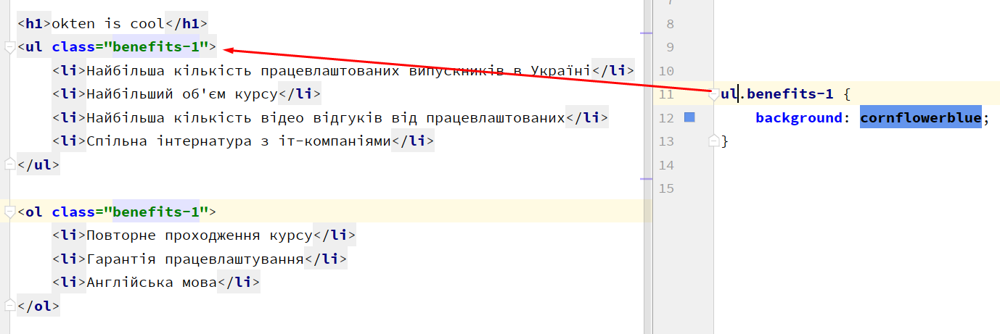 <h1>okten is cool</h1>
<ul class="benefits-1">
<li>Найбільша кількість працевлаштованих випускників в Україні</li>
<li>Найбільший об'єм курсу</li>
<li>Найбільша кількість відео відгуків від працевлаштованих</li>
<li>Спільна інтернатура з іт-компаніями</li>
</ul>
<ol class="benefits-1">
<li>Повторне проходження курсу</li>
<li>Гарантія працевлаштування</li>
<li>Англійська мова</li>
</ol>
7
8
9
10
11 ul.benefits-1 {
12 background: cornflowerblue;
13 }
14
15